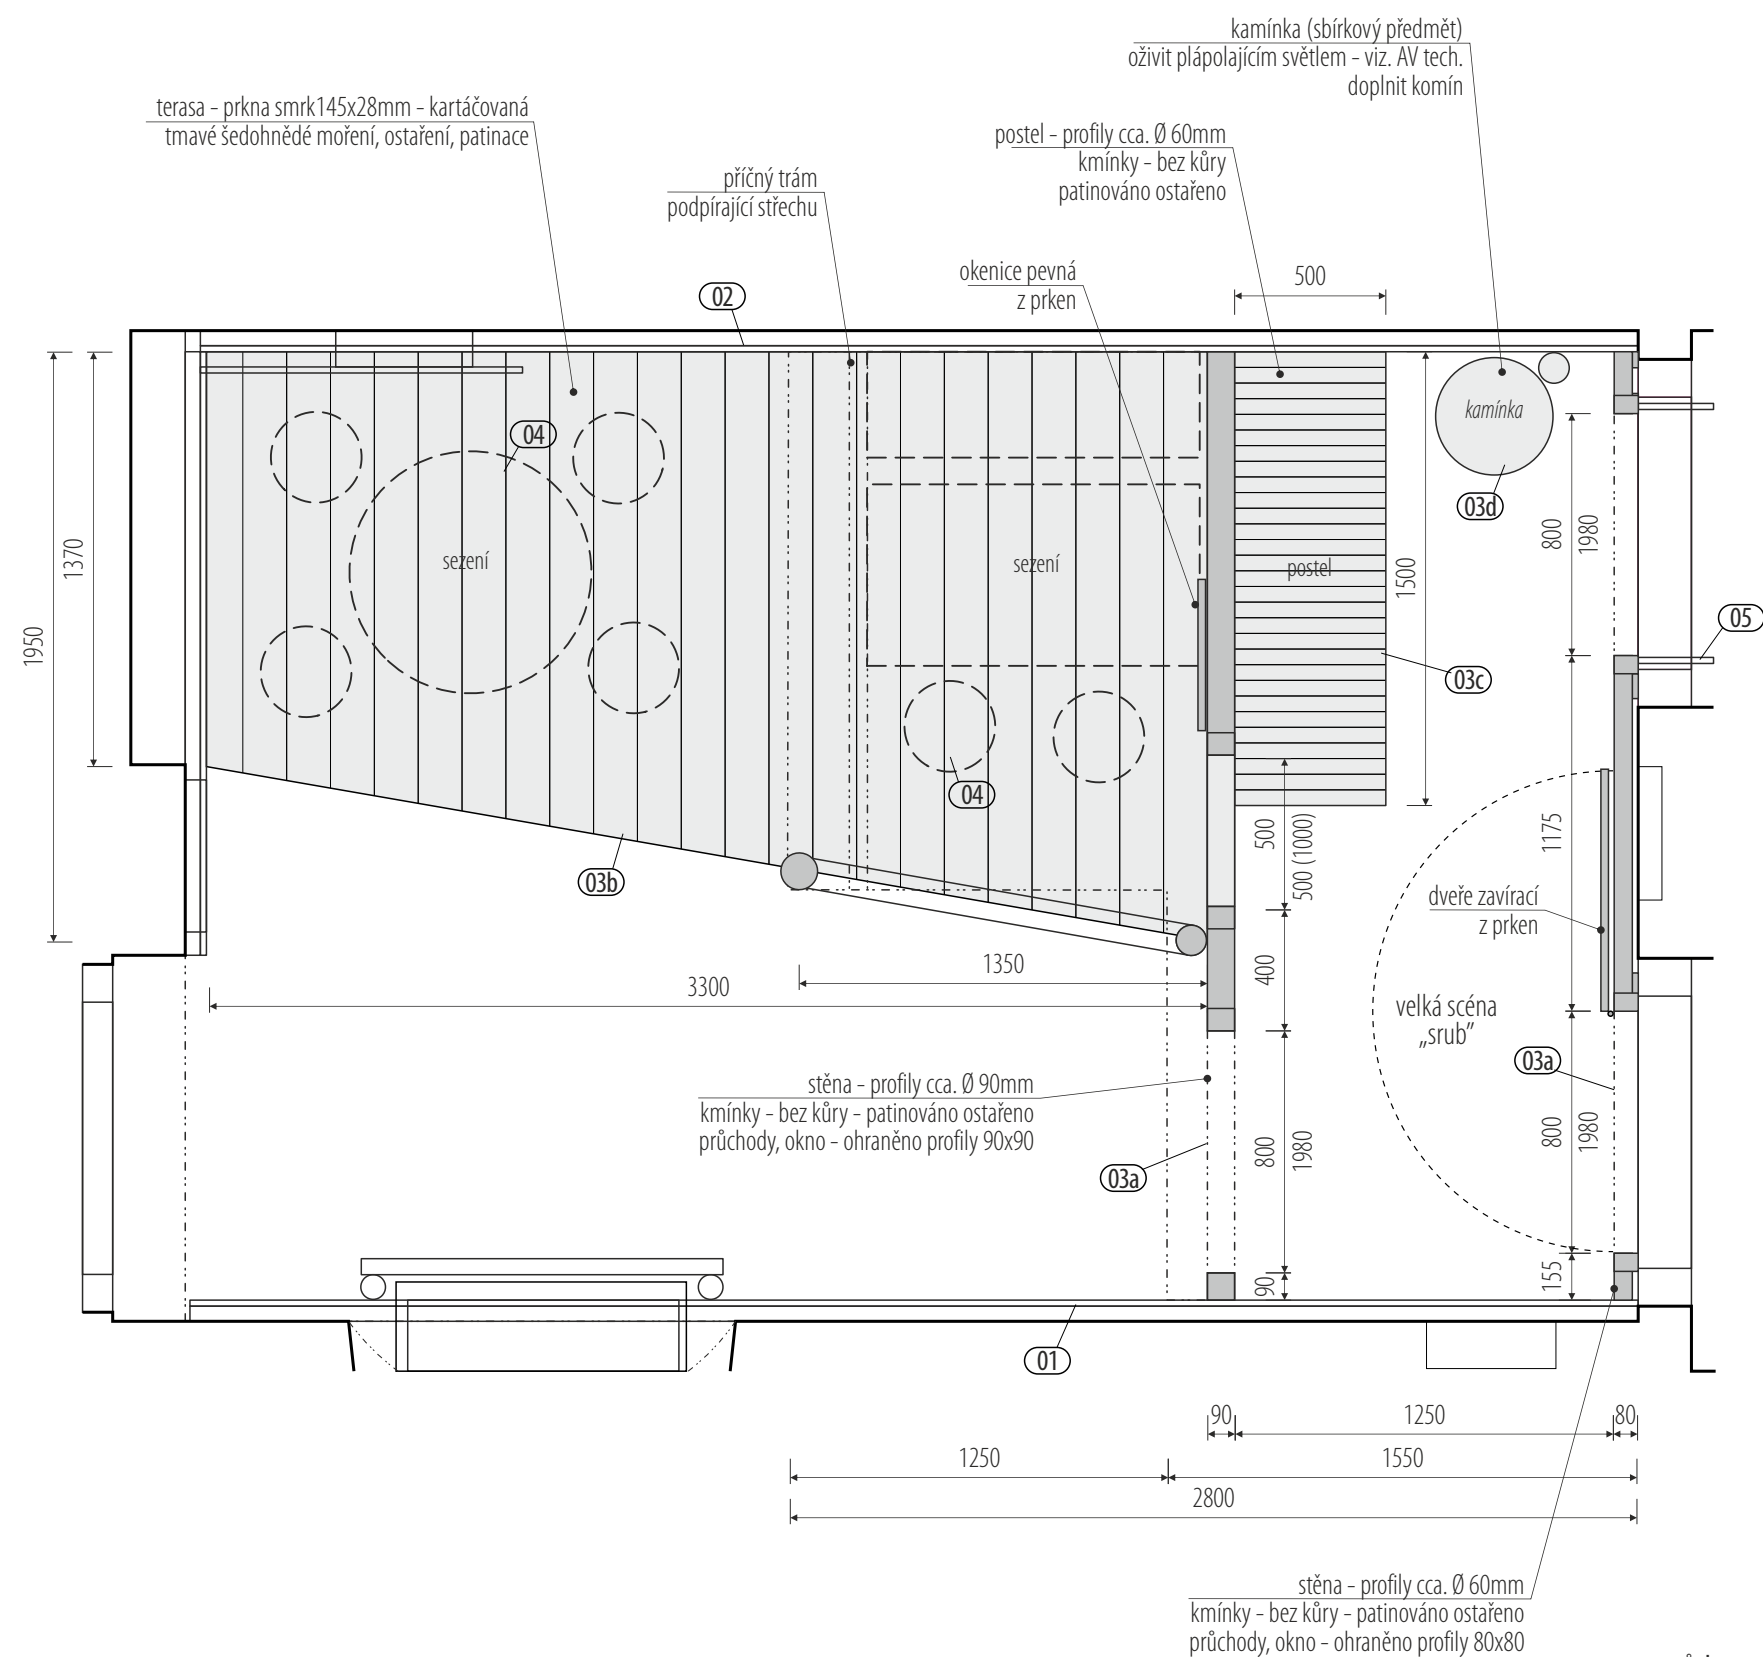 kamínka (sbírkový předmět)
oživit plápolajícím světlem - viz. AV tech.
doplnit komín
terasa - prkna smrk145x28mm - kartáčovaná
tmavé šedohnědé moření, ostaření, patinace
postel - profily cca. Ø 60mm
kmínky - bez kůry
patinováno ostařeno
příčný trám
podpírající střechu
okenice pevná
z prken
500
02
kamínka
04
03d
800
1980
1370
sezení
sezení
postel
1500
1950
05
03c
04
500
500 (1000)
1175
03b
dveře zavírací
z prken
1350
400
3300
velká scéna
„srub”
03a
stěna - profily cca. Ø 90mm
kmínky - bez kůry - patinováno ostařeno
průchody, okno - ohraněno profily 90x90
800
1980
800
1980
03a
90
155
01
90
1250
80
1250
1550
2800
stěna - profily cca. Ø 60mm
kmínky - bez kůry - patinováno ostařeno
průchody, okno - ohraněno profily 80x80